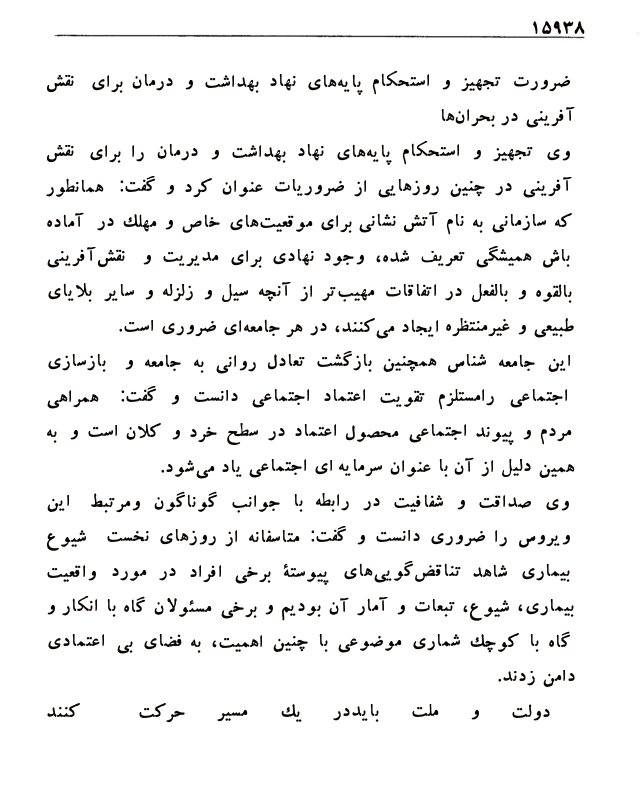 ۱۵۹۳۸
ضرورت تجهیز و استحکام پایه‌های نهاد بهداشت و درمان برای نقش
آفرینی در بحران‌ها
وی تجهیز و استحکام پایه‌های نهاد بهداشت و درمان را برای نقش
آفرینی در چنین روزهایی از ضروریات عنوان کرد و گفت: همانطور
که سازمانی به نام آتش نشانی برای موقعیت‌های خاص و مهلك در آماده
باش همیشگی تعریف شده، وجود نهادی برای مدیریت و نقش‌آفرینی
بالقوه و بالفعل در اتفاقات مهیب‌تر از آنچه سیل و زلزله و سایر بلایای
طبیعی و غیرمنتظره ایجاد می‌کنند، در هر جامعه‌ای ضروری است.
این جامعه شناس همچنین بازگشت تعادل روانی به جامعه و بازسازی
اجتماعی رامستلزم تقویت اعتماد اجتماعی دانست و گفت: همراهی
مردم و پیوند اجتماعی محصول اعتماد در سطح خرد و کلان است و به
همین دلیل از آن با عنوان سرمایه ای اجتماعی یاد می‌شود.
وی صداقت و شفافیت در رابطه با جوانب گوناگون ومرتبط این
ویروس را ضروری دانست و گفت: متاسفانه از روزهای نخست شیوع
بیماری شاهد تناقض‌گویی‌های پیوستهٔ برخی افراد در مورد واقعیت
بیماری، شیوع، تبعات و آمار آن بودیم و برخی مسئولان گاه با انکار و
گاه با کوچك شماری موضوعی با چنین اهمیت، به فضای بی اعتمادی
دامن زدند.
دولت و ملت بایددر یك مسیر حرکت کنند